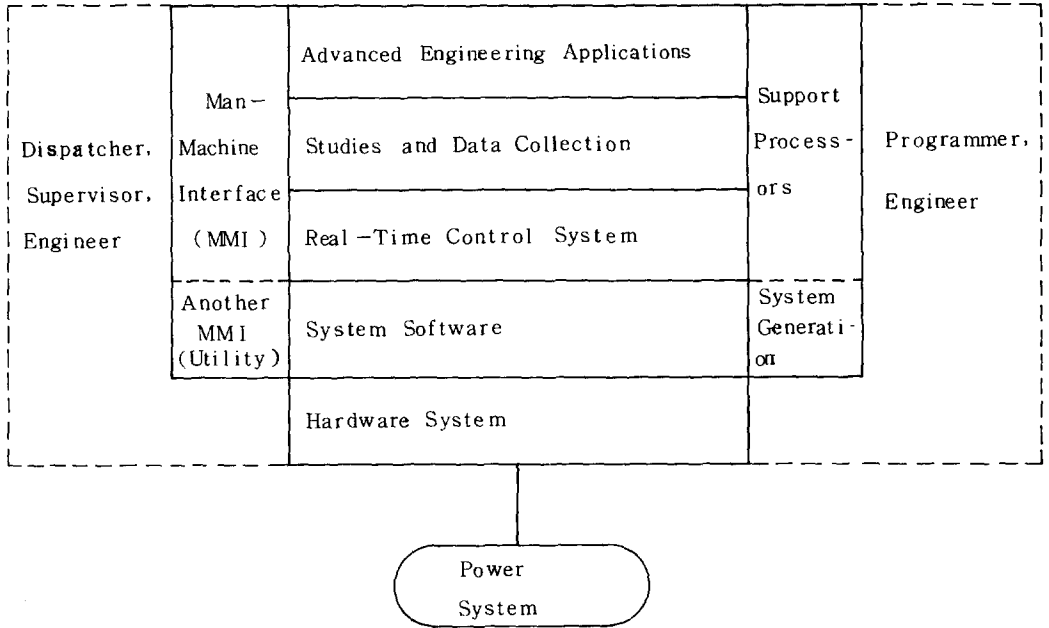 Dispatcher,
Supervisor,
Engineer
Man-
Machine
Interface
(MMI)
Another
MMI
(Utility)
Advanced Engineering Applications
Studies and Data Collection
Real-Time Control System
System Software
Hardware System
Support
Process-
ors
System
Generati-
on
Programmer,
Engineer
Power
System